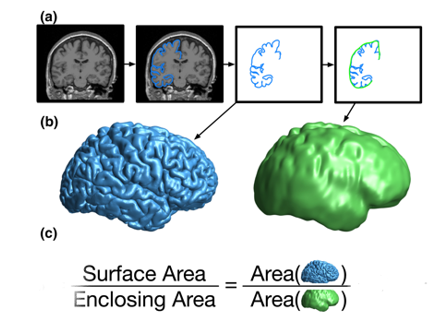 (a)
(b)
(c)
Surface Area = Area( )
Enclosing Area Area( )